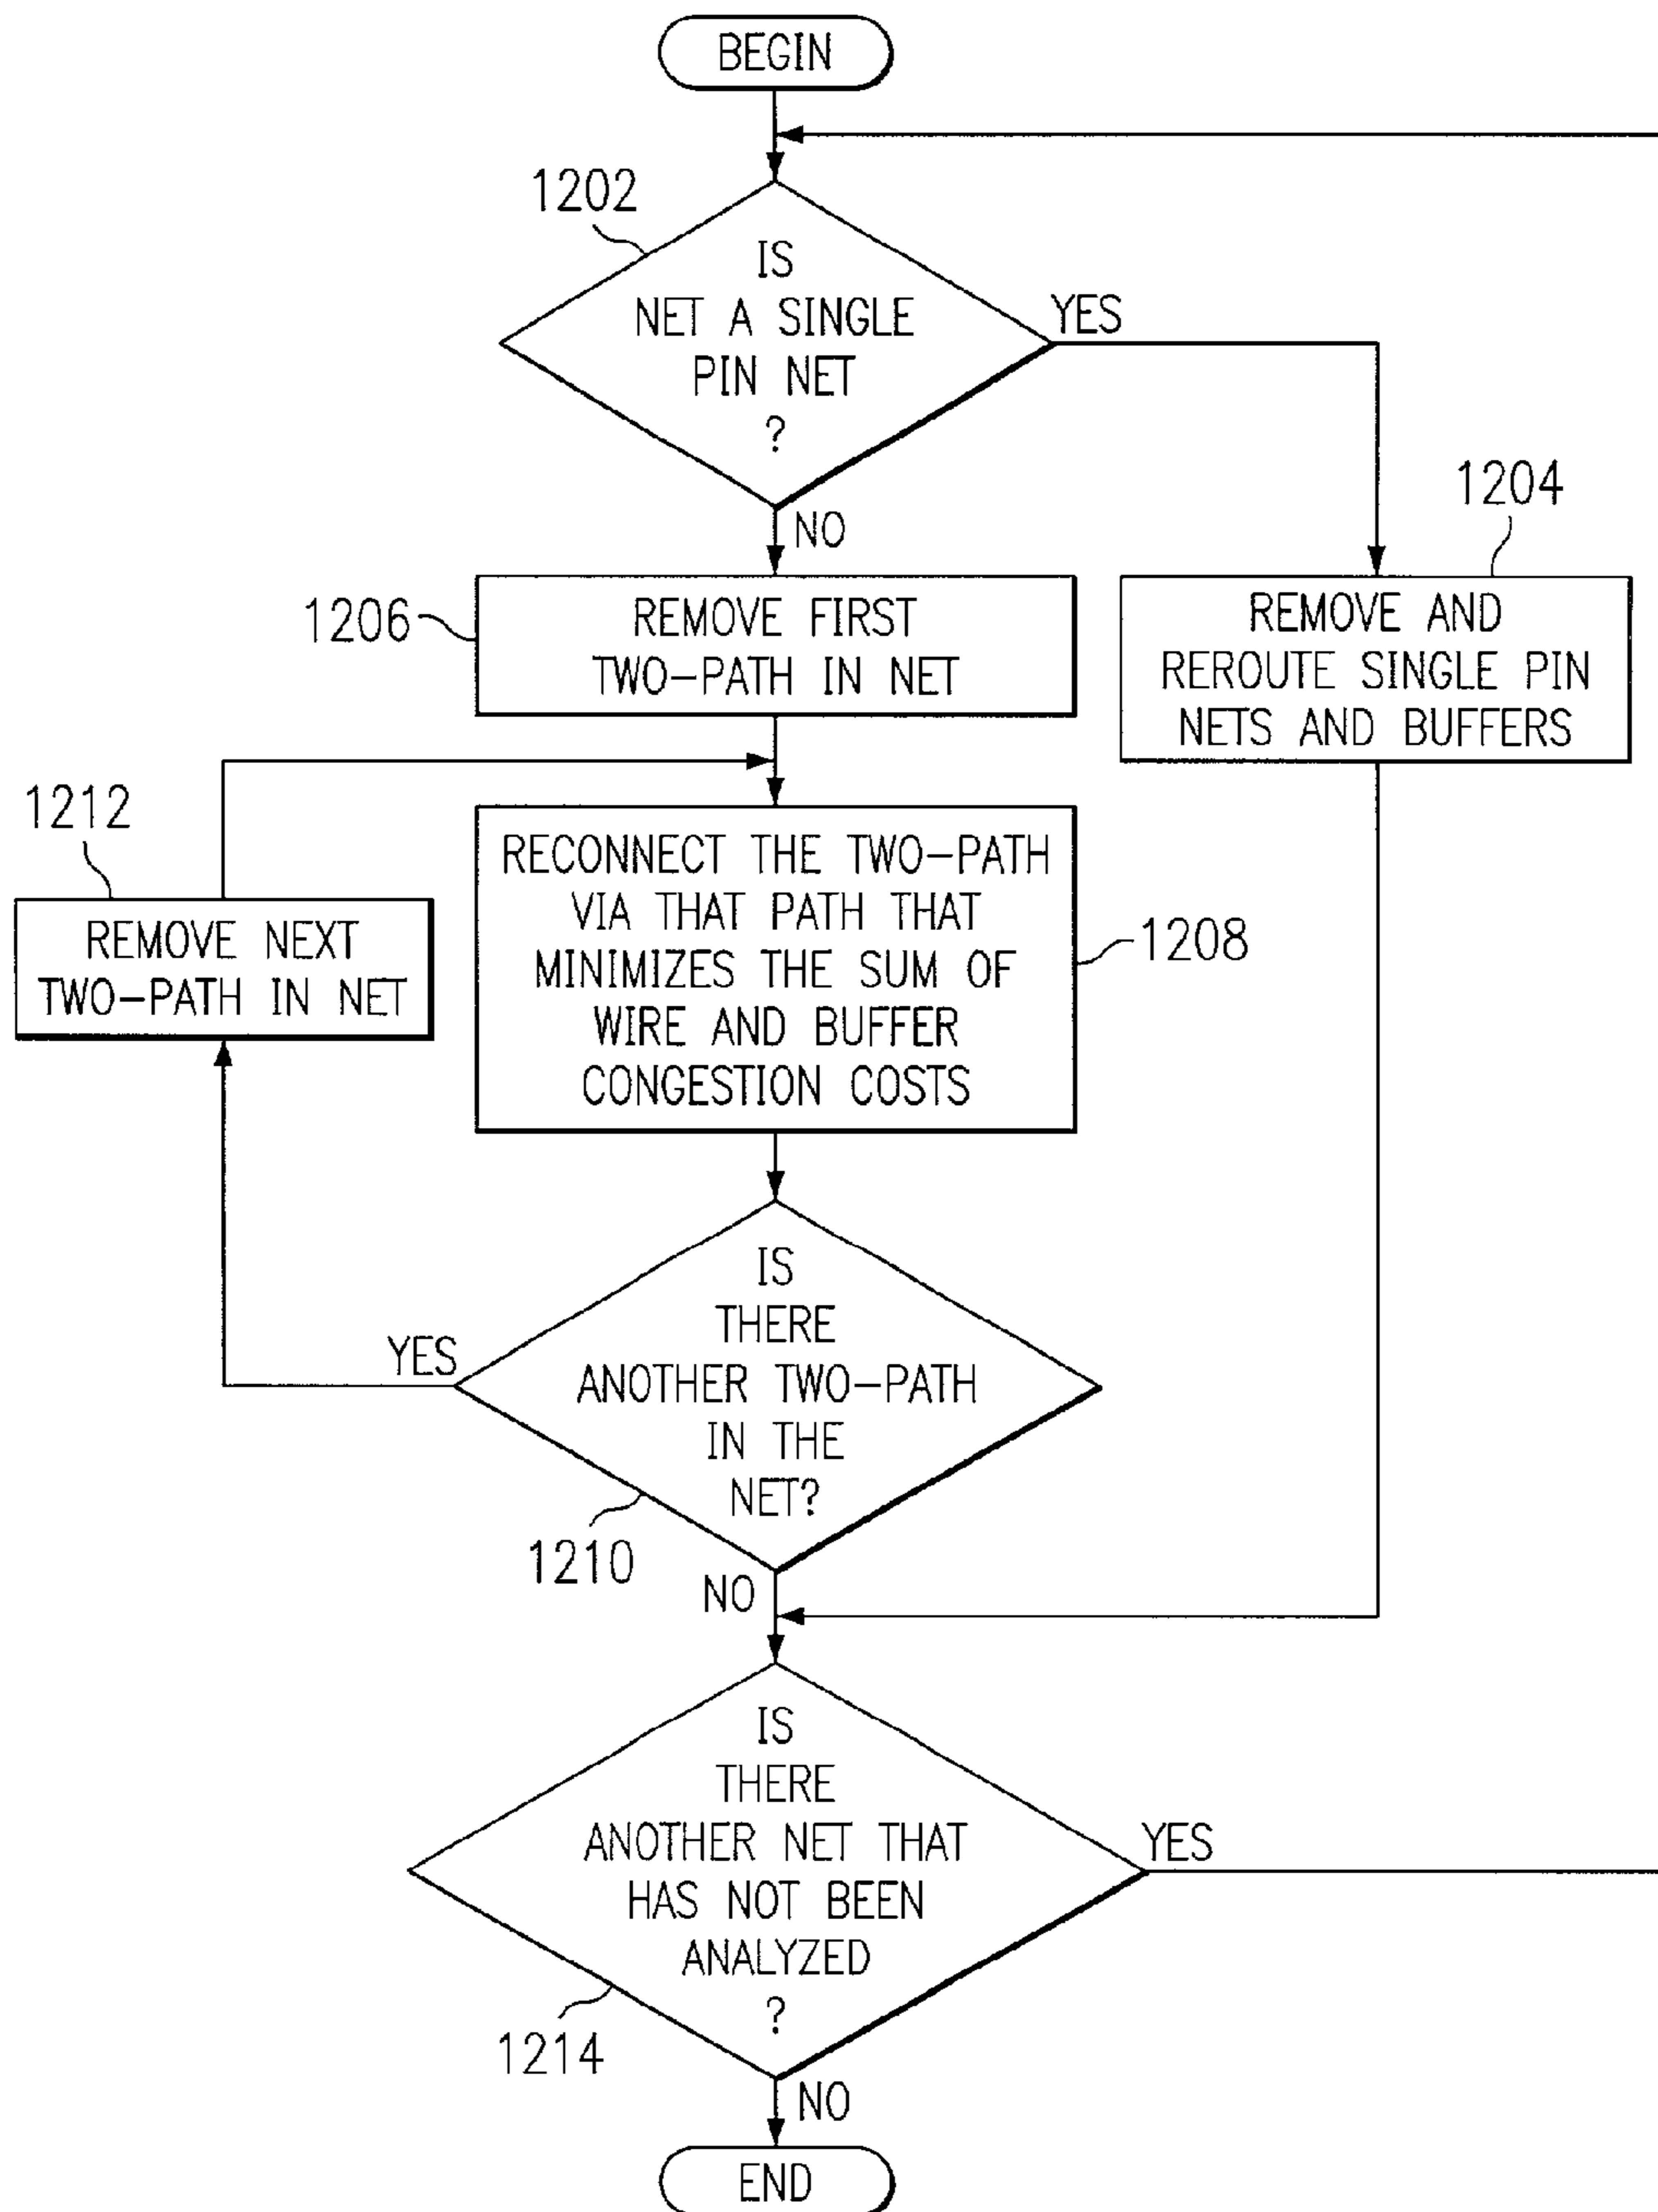 BEGIN
1202
IS
NET A SINGLE
PIN NET
?
YES
NO
1204
REMOVE AND
REROUTE SINGLE PIN
NETS AND BUFFERS
1206
REMOVE FIRST
TWO-PATH IN NET
1212
REMOVE NEXT
TWO-PATH IN NET
RECONNECT THE TWO-PATH
VIA THAT PATH THAT
MINIMIZES THE SUM OF
WIRE AND BUFFER
CONGESTION COSTS
1208
IS
THERE
ANOTHER TWO-PATH
IN THE
NET?
YES
1210
NO
IS
THERE
ANOTHER NET THAT
HAS NOT BEEN
ANALYZED
?
YES
1214
NO
END